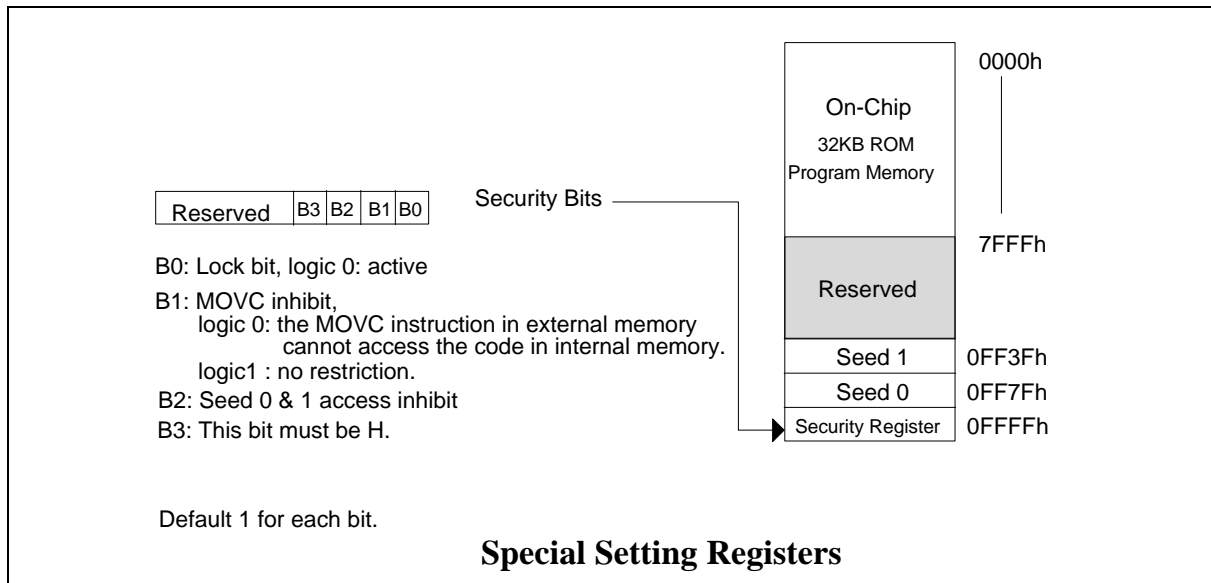 0000h
On-Chip
32KB ROM
Program Memory
Security Bits
Reserved B3 B2 B1 B0
7FFFh
B0: Lock bit, logic 0: active
Reserved
B1: MOVC inhibit,
logic 0: the MOVC instruction in external memory
cannot access the code in internal memory.
logic1 : no restriction.
Seed 1 0FF3Fh
B2: Seed 0 & 1 access inhibit
Seed 0 0FF7Fh
B3: This bit must be H.
Security Register 0FFFFh
Default 1 for each bit.
Special Setting Registers